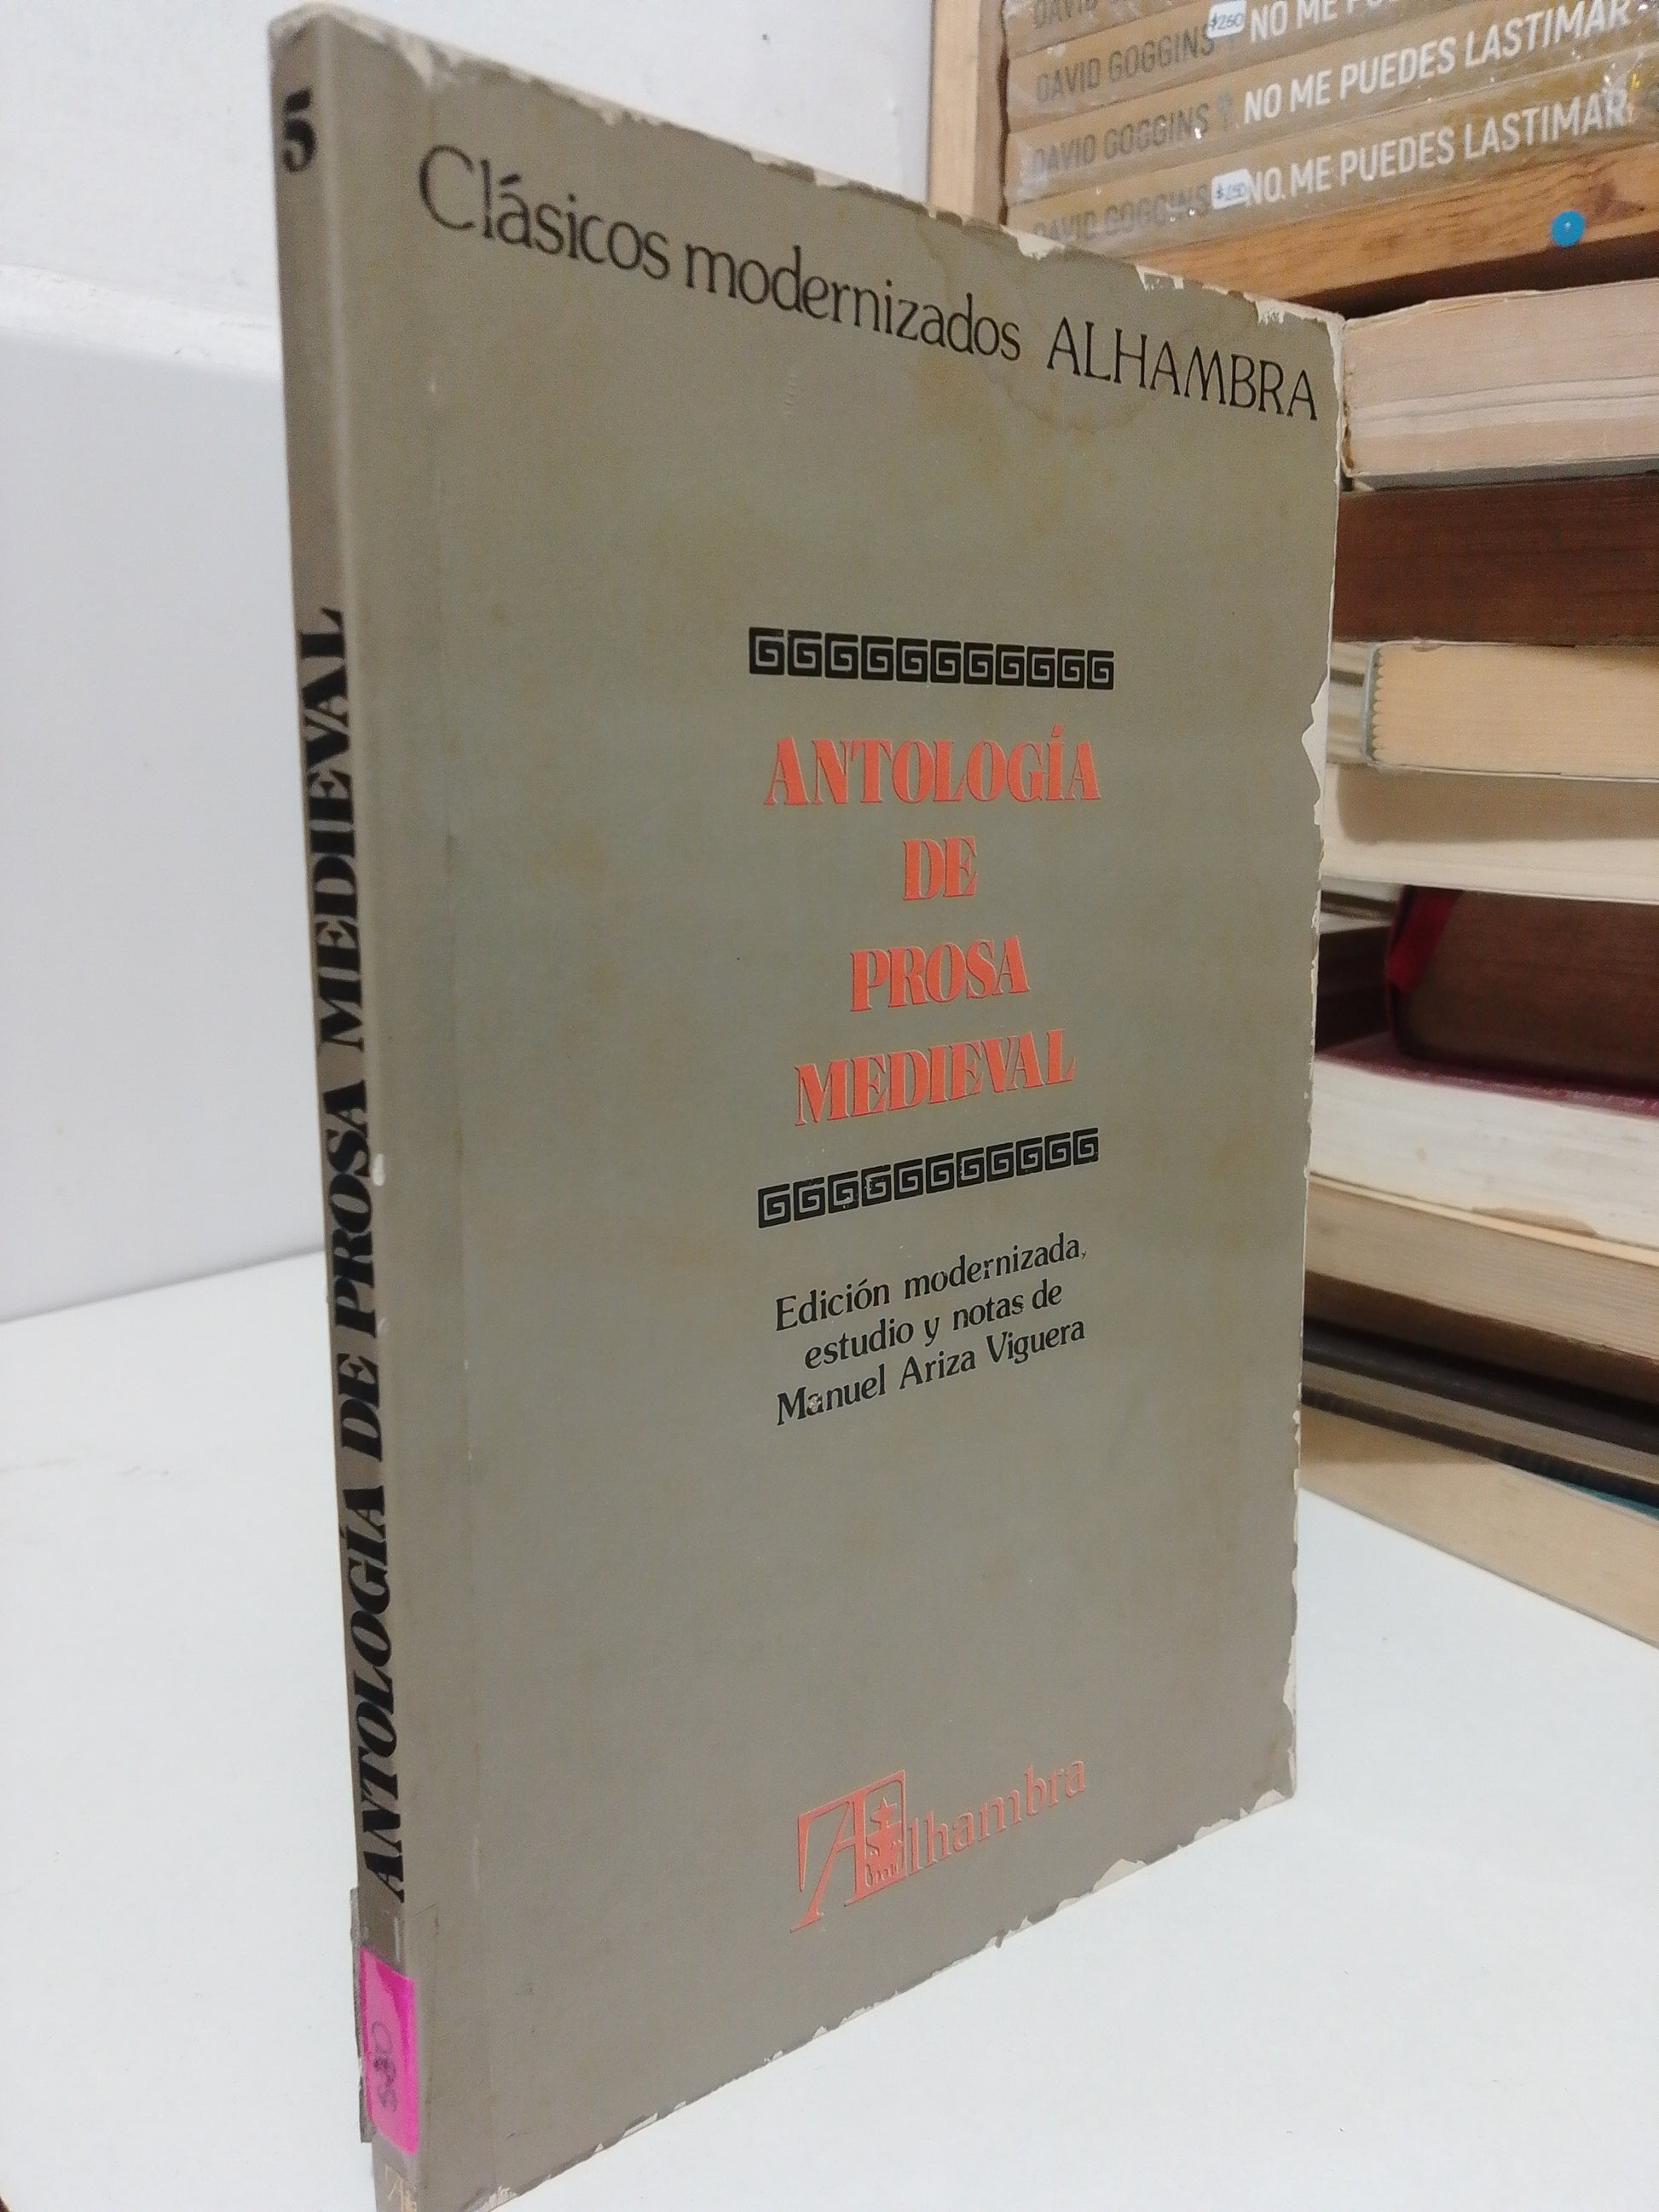 5
ANTOLOGÍA DE PROSA MEDIEVAL
Clásicos modernizados ALHAMBRA
ANTOLOGÍA
DE
PROSA
MEDIEVAL
Edición modernizada,
estudio y notas de
Manuel Ariza Viguera
Alhambra
$260
DAVID GOGGINS NO ME PUEDES LASTIMAR
DAVID GOGGINS NO ME PUEDES LASTIMAR
DAVID GOGGINS NO ME PUEDES LASTIMAR